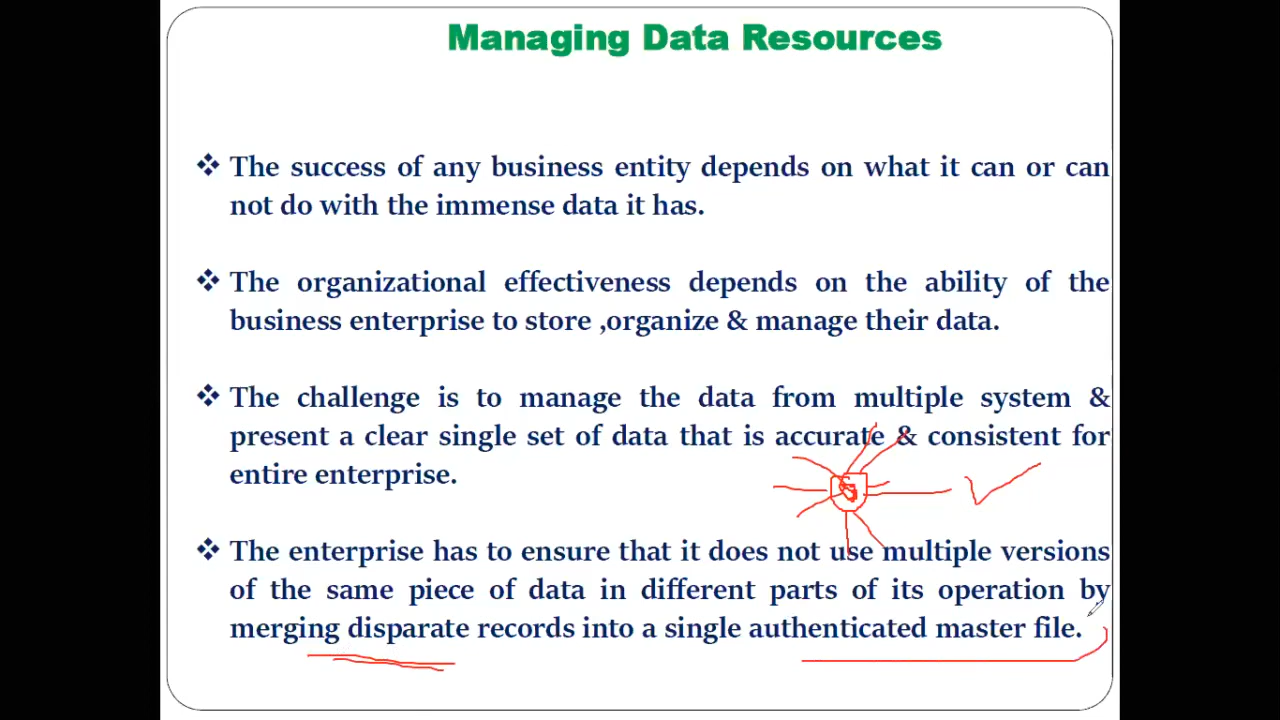 Managing Data Resources
❖ The success of any business entity depends on what it can or can
not do with the immense data it has.
❖ The organizational effectiveness depends on the ability of the
business enterprise to store ,organize & manage their data.
❖ The challenge is to manage the data from multiple system &
present a clear single set of data that is accurate & consistent for
entire enterprise.
❖ The enterprise has to ensure that it does not use multiple versions
of the same piece of data in different parts of its operation by
merging disparate records into a single authenticated master file.